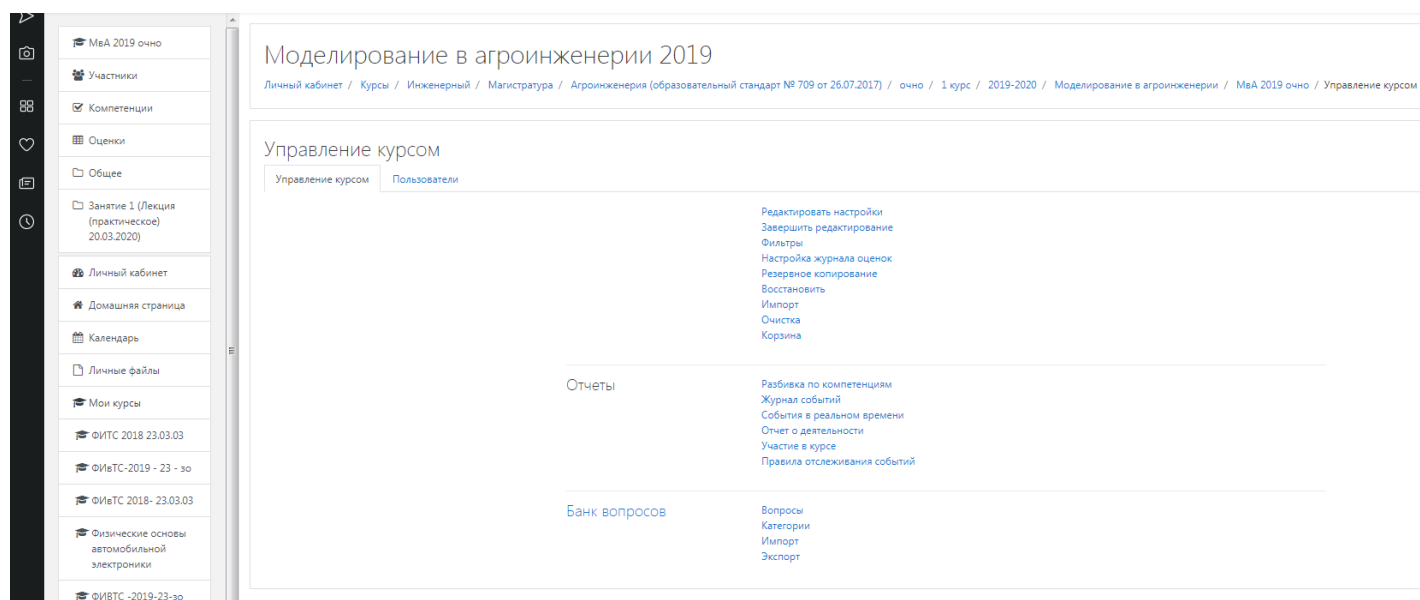 МвА 2019 очно
Участники
Компетенции
Оценки
Общее
Занятие 1 (Лекция
(практическое)
20.03.2020)
Личный кабинет
Домашняя страница
Календарь
Личные файлы
Мои курсы
ФИТС 2018 23.03.03
ФИвТС-2019 - 23 - зо
ФИвТС 2018- 23.03.03
Физические основы
автомобильной
электроники
ФИВТС -2019-23-зо
Моделирование в агроинженерии 2019
Личный кабинет / Курсы / Инженерный / Магистратура / Агроинженерия (образовательный стандарт № 709 от 26.07.2017) / очно / 1 курс / 2019-2020 / Моделирование в агроинженерии / МвА 2019 очно / Управление курсом
Управление курсом
Управление курсом Пользователи
Редактировать настройки
Завершить редактирование
Фильтры
Настройка журнала оценок
Резервное копирование
Восстановить
Импорт
Очистка
Корзина
Отчеты
Разбивка по компетенциям
Журнал событий
События в реальном времени
Отчет о деятельности
Участие в курсе
Правила отслеживания событий
Банк вопросов
Вопросы
Категории
Импорт
Экспорт